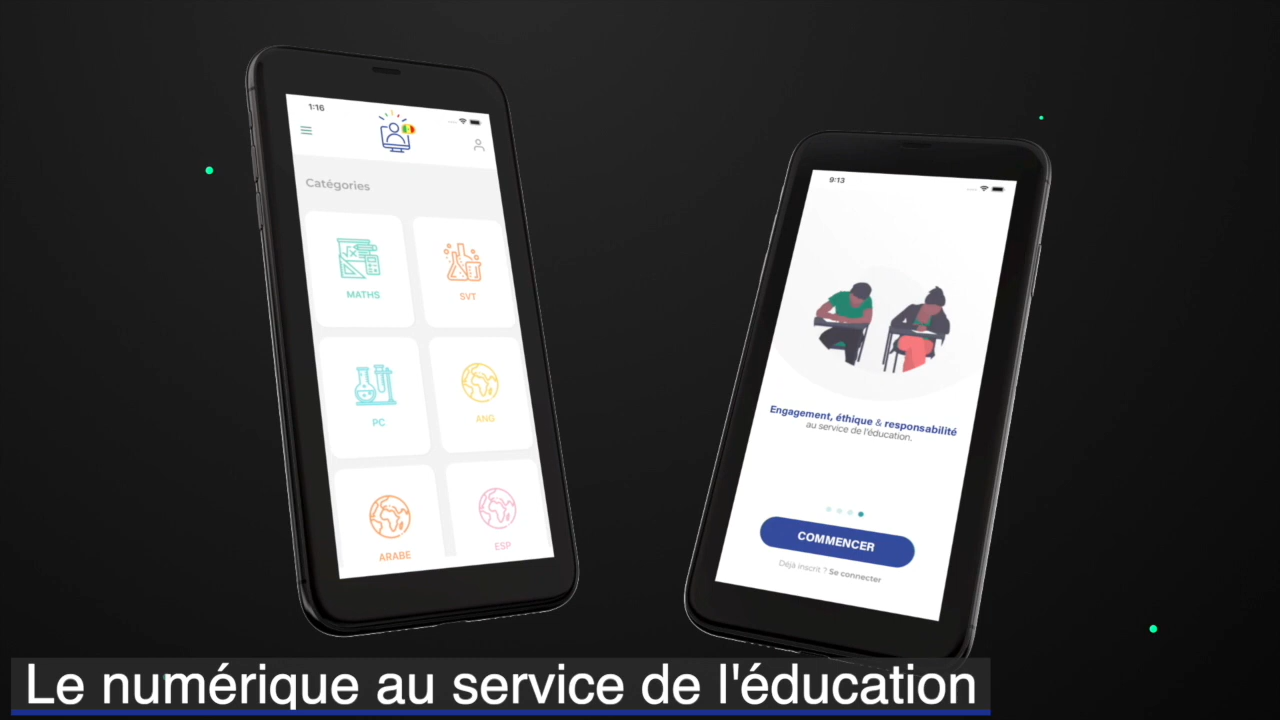 1:16
Catégories
MATHS
SVT
PC
ANG
ARABE
ESP
9:13
Engagement, éthique & responsabilité
au service de l'éducation.
COMMENCER
Déjà inscrit ? Se connecter
Le numérique au service de l'éducation